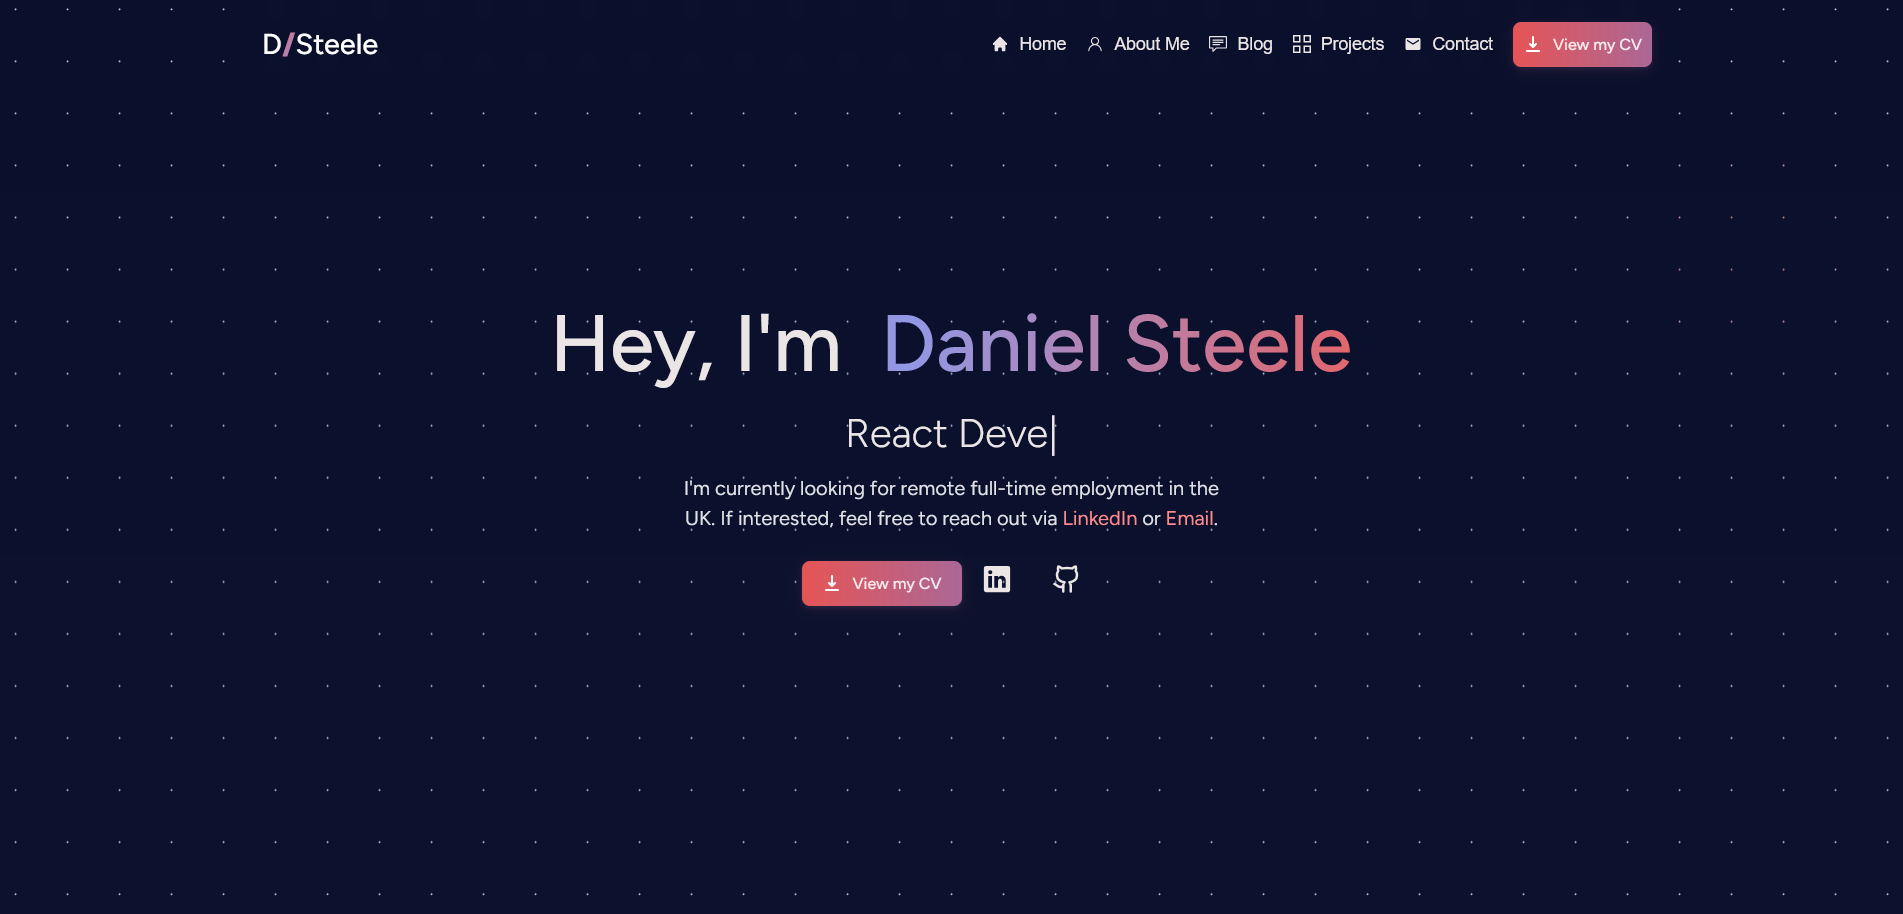 D/Steele
Home
About Me
Blog
Projects
Contact
View my CV
Hey, I'm Daniel Steele
React Deve|
I'm currently looking for remote full-time employment in the
UK. If interested, feel free to reach out via LinkedIn or Email.
View my CV
in